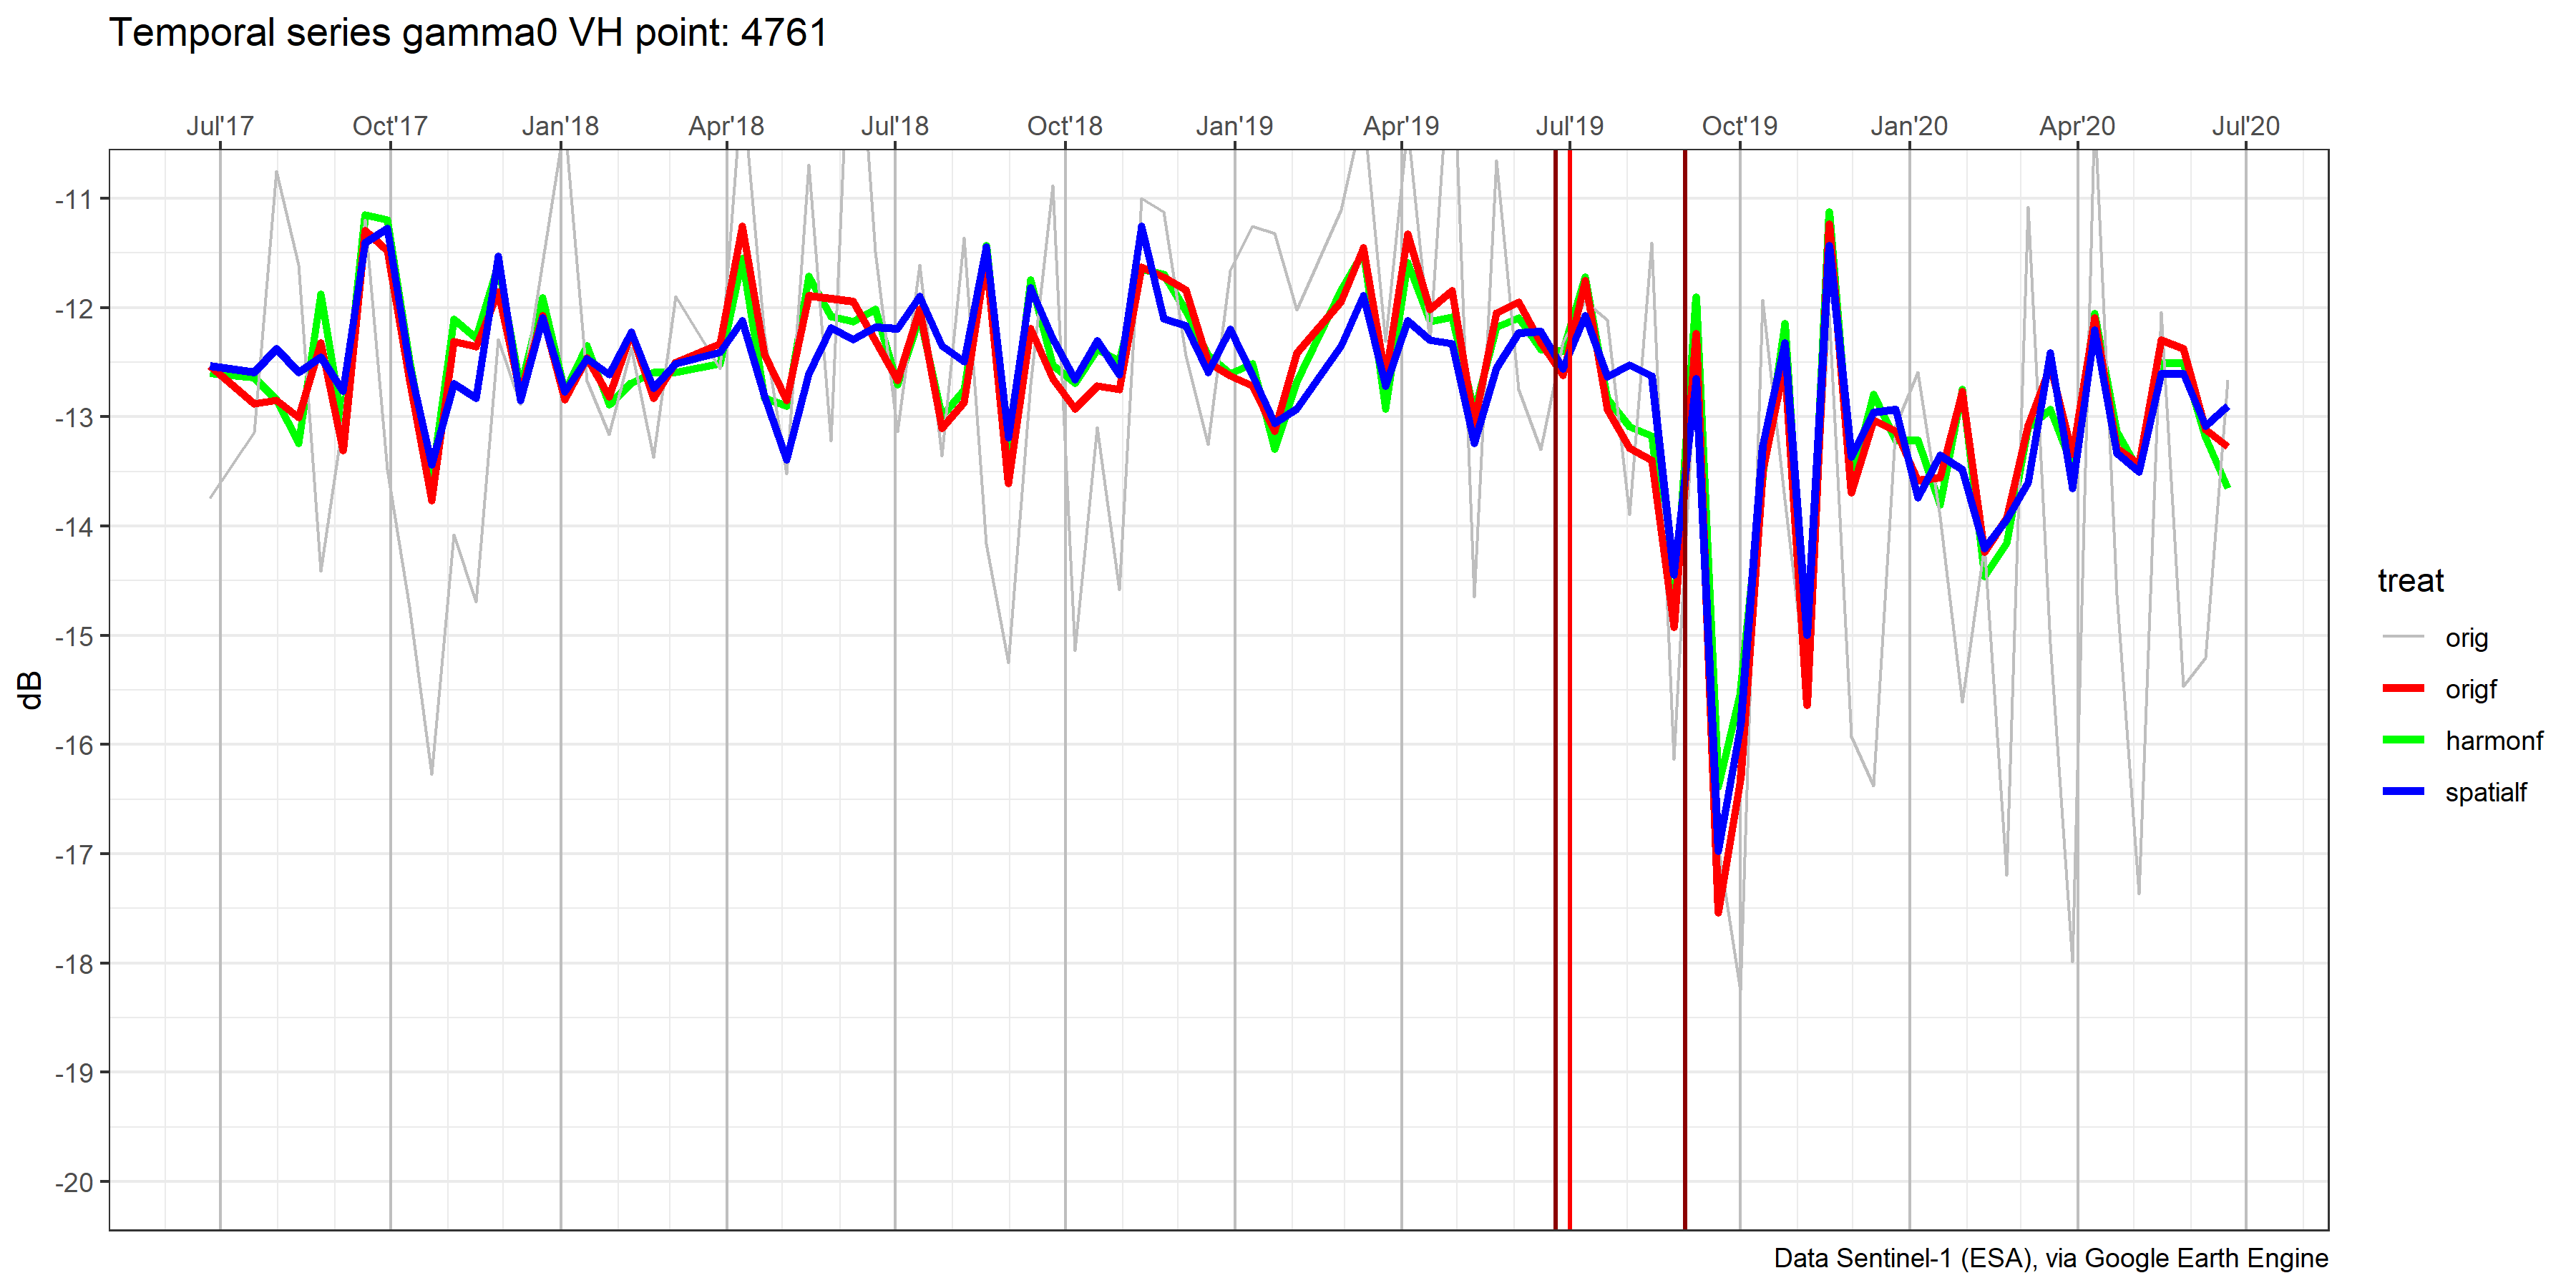 Temporal series gamma0 VH point: 4761
Jul'17 Oct'17 Jan'18 Apr'18 Jul'18 Oct'18 Jan'19 Apr'19 Jul'19 Oct'19 Jan'20 Apr'20 Jul'20
-11
-12
-13
-14
-15
-16
-17
-18
-19
-20
dB
treat
orig
origf
harmonf
spatialf
Data Sentinel-1 (ESA), via Google Earth Engine